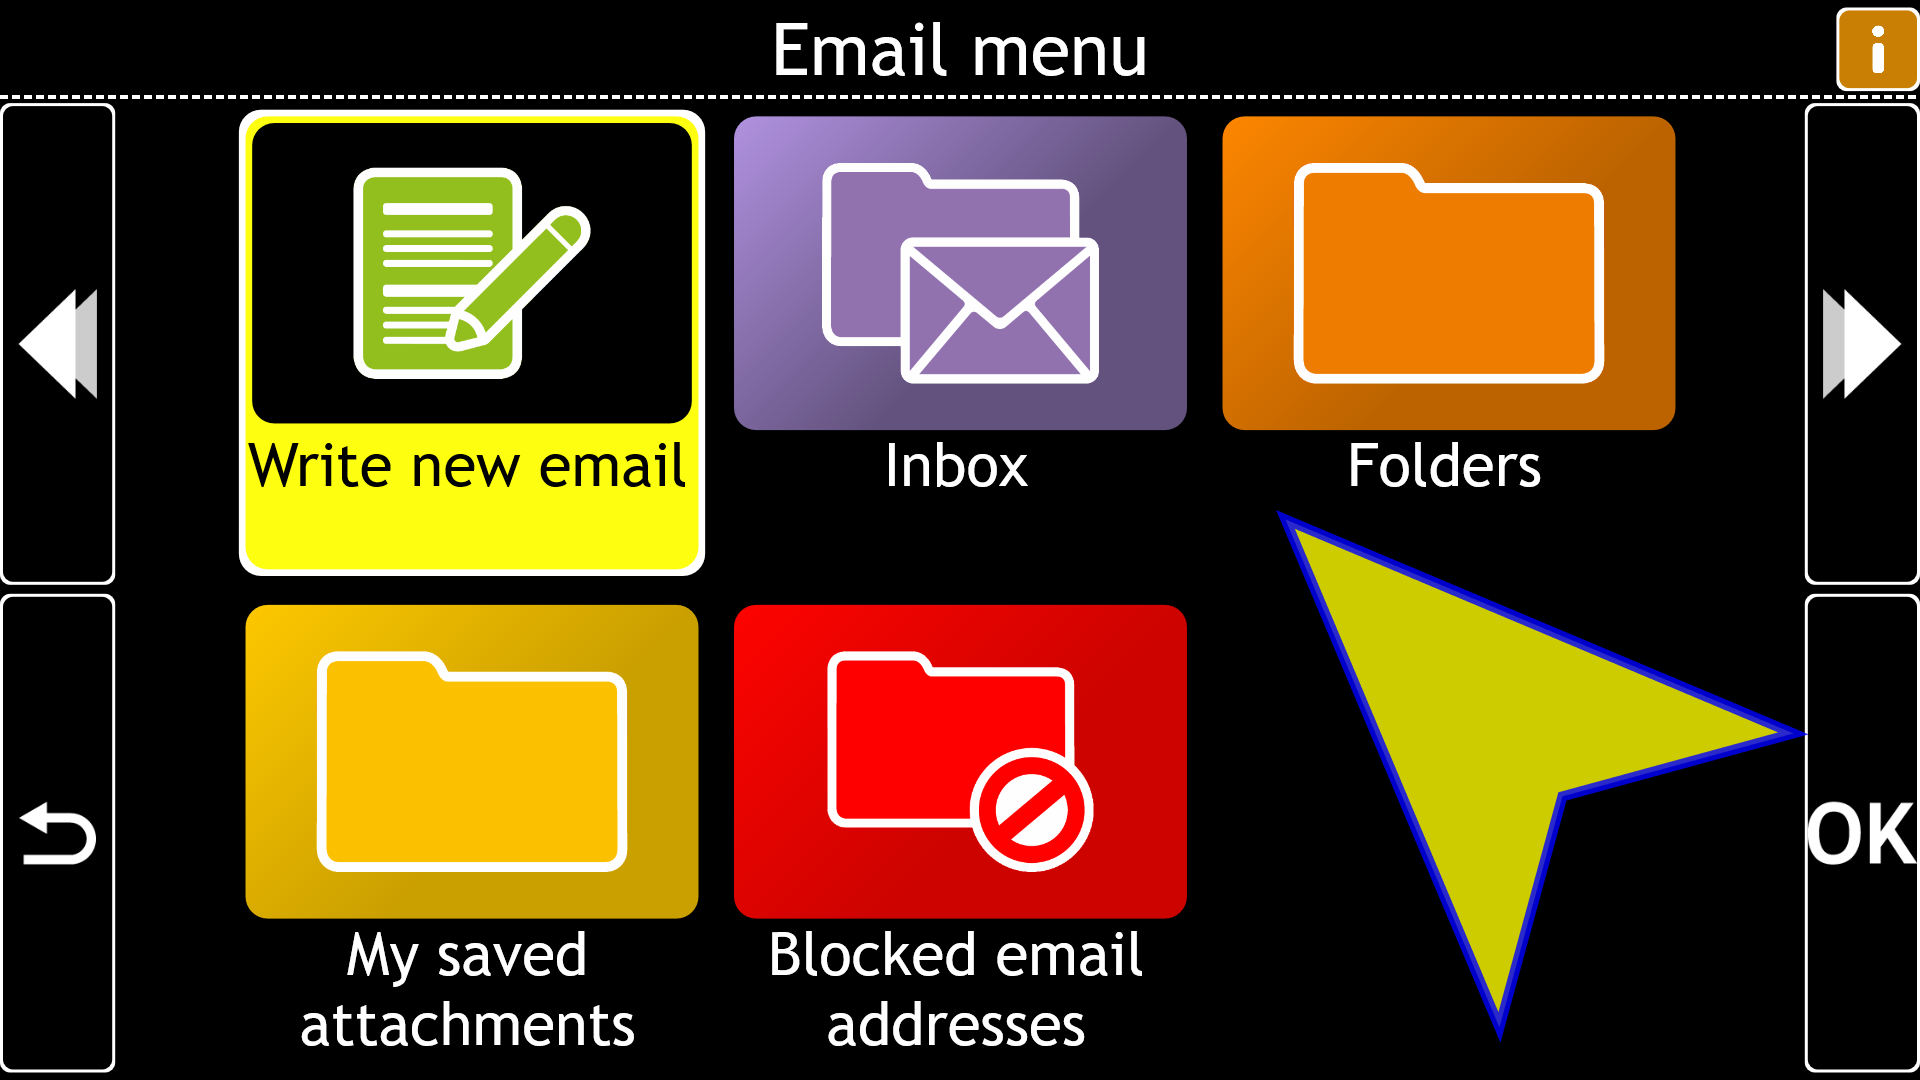 Email menu
i
Write new email
Inbox
Folders
My saved
attachments
Blocked email
addresses
OK